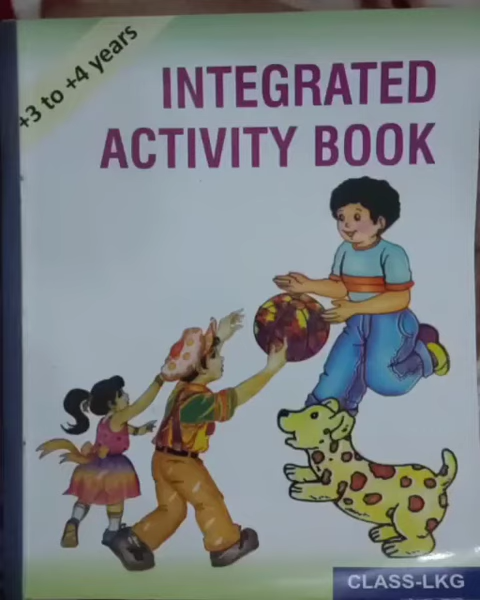 +3 to +4 years
INTEGRATED
ACTIVITY BOOK
CLASS-LKG